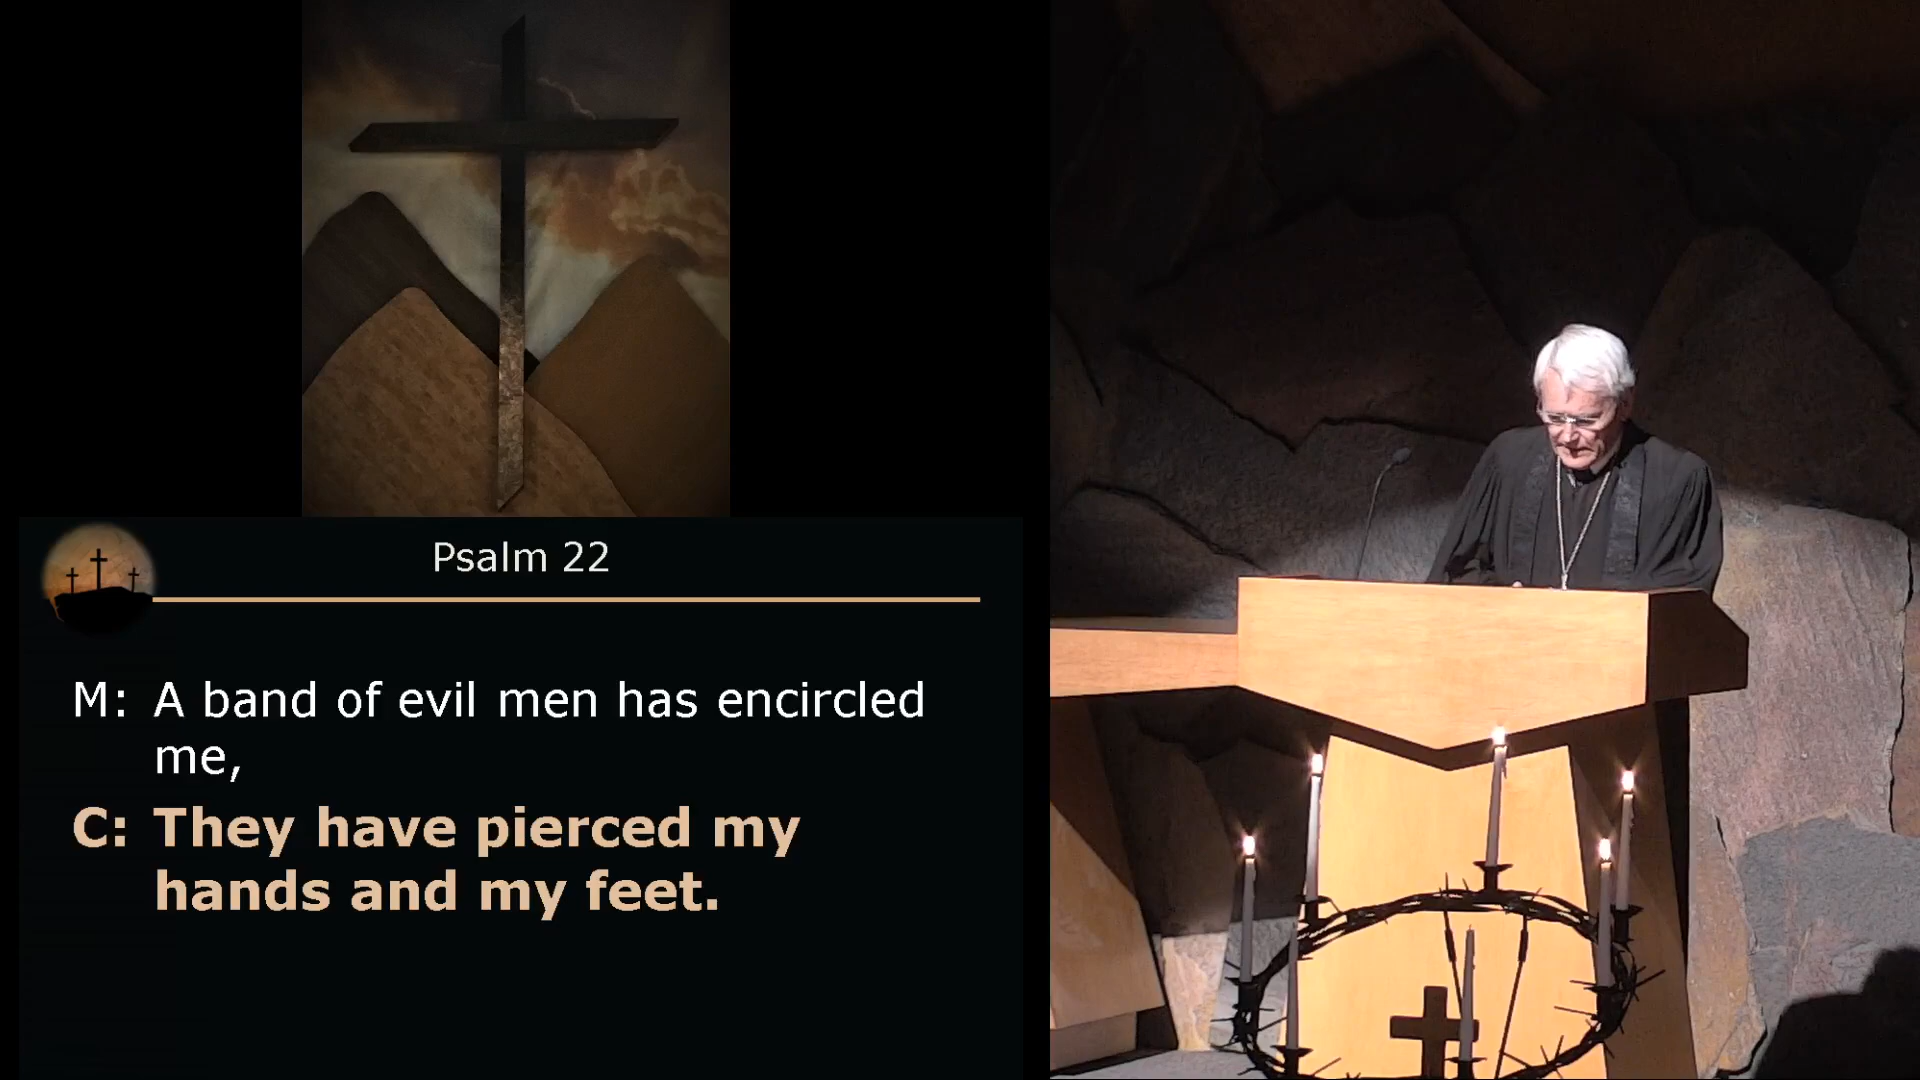 Psalm 22
M: A band of evil men has encircled
me,
C: They have pierced my
hands and my feet.